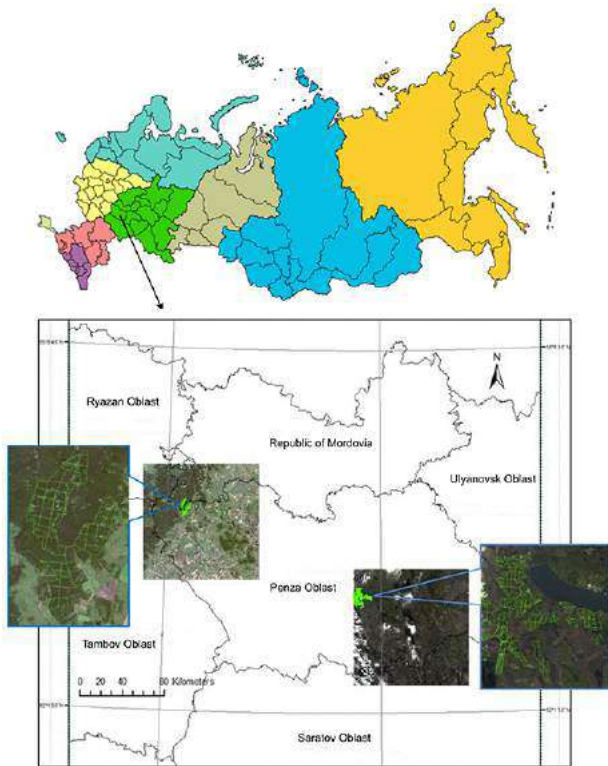 N
Ryazan Oblast
Republic of Mordovia
Ulyanovsk Oblast
Penza Oblast
Tambov Oblast
0 20 40 80 Kilometers
Saratov Oblast